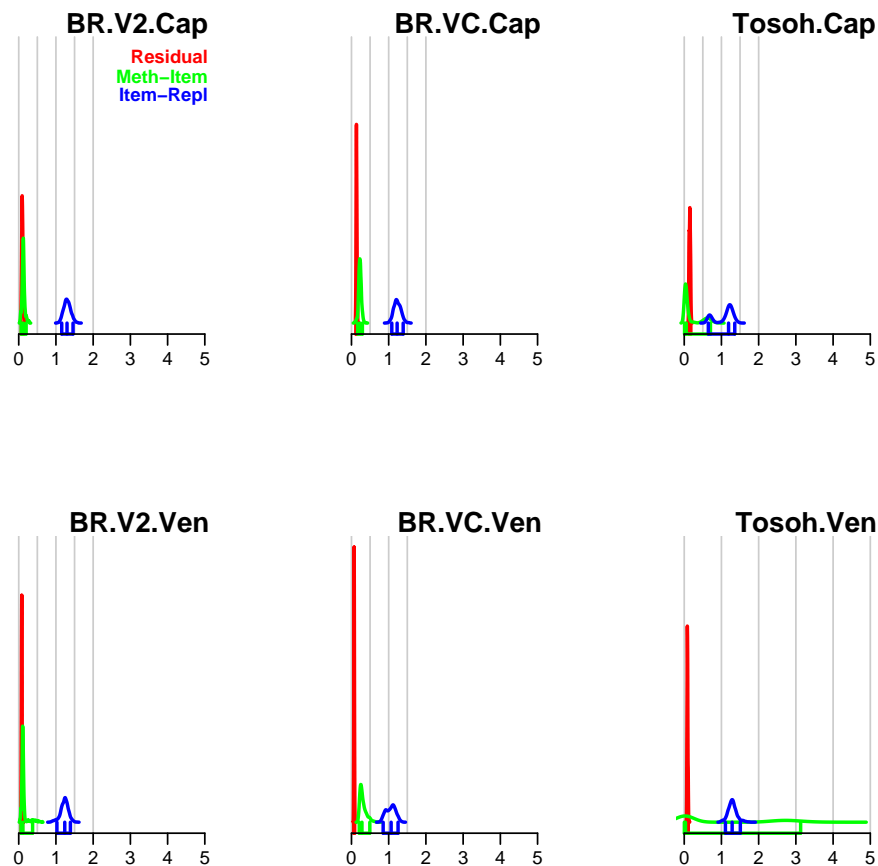 BR.V2.Cap
BR.VC.Cap
Tosoh.Cap
Residual
Meth−Item
Item−Repl
0 1 2 3 4 5
0 1 2 3 4 5
0 1 2 3 4 5
BR.V2.Ven
BR.VC.Ven
Tosoh.Ven
0 1 2 3 4 5
0 1 2 3 4 5
0 1 2 3 4 5